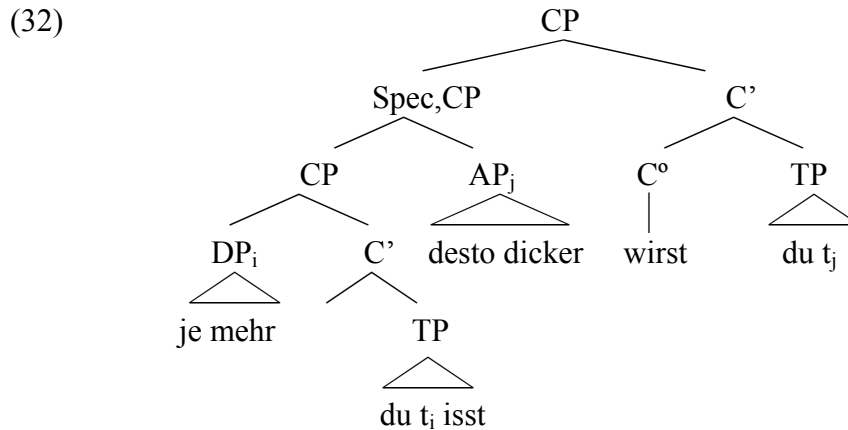 (32) CP
Spec,CP C’
CP APj Cº TP
DPi C’ desto dicker wirst du tj
je mehr TP
du ti isst